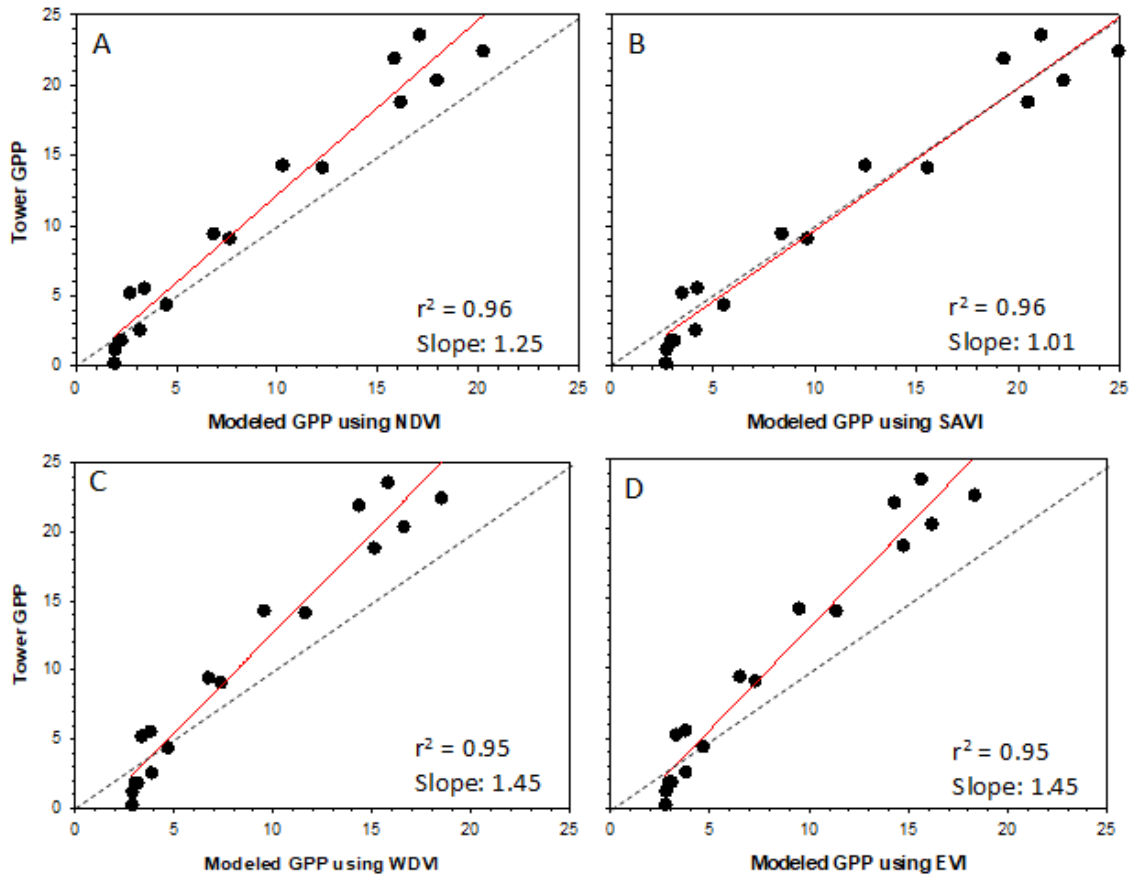 A
25
20
15
10
5
0
Tower GPP
r² = 0.96
Slope: 1.25
0 5 10 15 20 25
Modeled GPP using NDVI
B
r² = 0.96
Slope: 1.01
0 5 10 15 20 25
Modeled GPP using SAVI
C
25
20
15
10
5
0
Tower GPP
r² = 0.95
Slope: 1.45
0 5 10 15 20 25
Modeled GPP using WDVI
D
r² = 0.95
Slope: 1.45
0 5 10 15 20 25
Modeled GPP using EVI